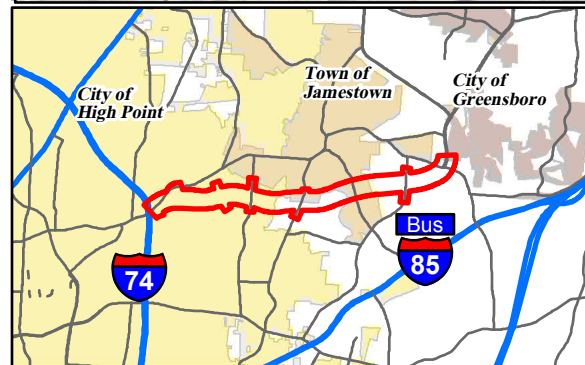 City of
High Point
Town of
Jamestown
City of
Greensboro
Bus
85
74